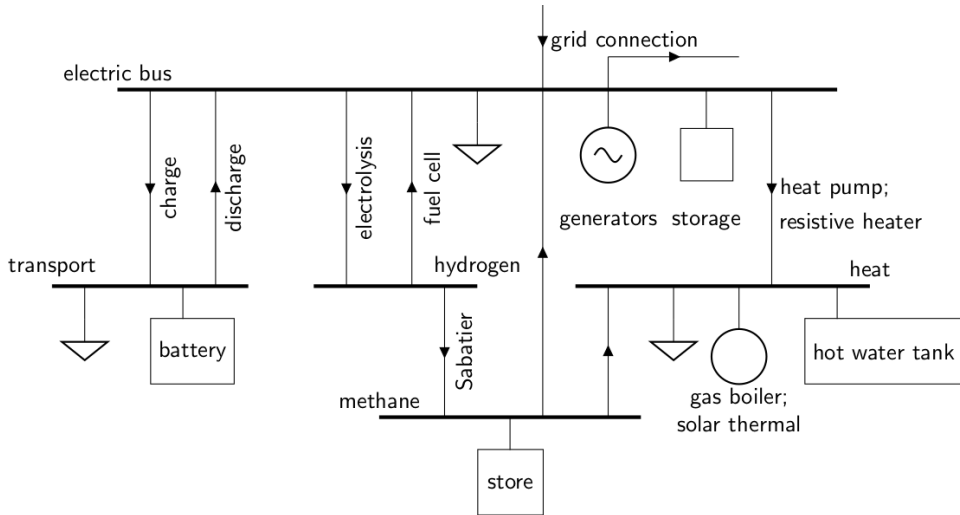 grid connection
electric bus
charge
discharge
electrolysis
fuel cell
generators
storage
heat pump;
resistive heater
transport
hydrogen
heat
battery
Sabatier
hot water tank
gas boiler;
solar thermal
methane
store